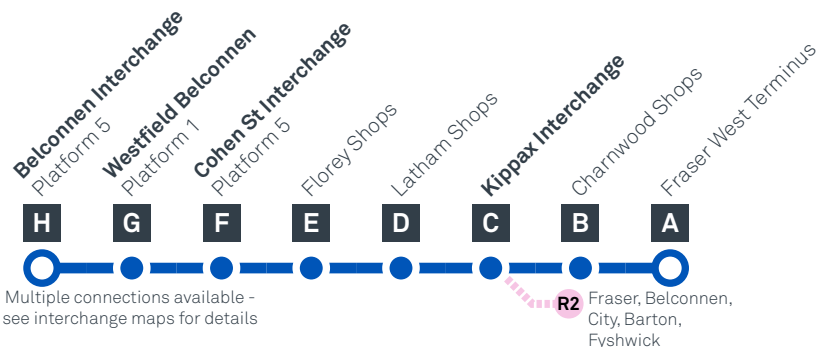 Belconnen Interchange
Platform 5
Westfield Belconnen
Platform 1
Cohen St Interchange
Platform 5
Florey Shops
Latham Shops
Kippax Interchange
Charnwood Shops
Fraser West Terminus
H G F E D C B A
Multiple connections available -
see interchange maps for details
R2
Fraser, Belconnen,
City, Barton,
Fyshwick